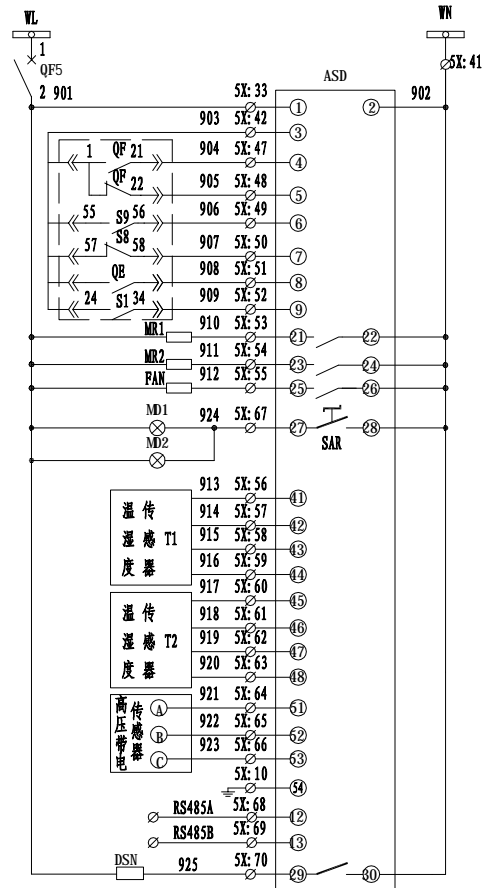 WL WN
1
QF5
5X:41
ASD
2 901 5X:33 ① ② 902
903 5X:42 ③
1 QF 21 904 5X:47 ④
QF 22 905 5X:48 ⑤
55 S9 56 906 5X:49 ⑥
57 S8 58 907 5X:50 ⑦
QE 908 5X:51 ⑧
24 S1 34 909 5X:52 ⑨
MR1 910 5X:53 21 22
MR2 911 5X:54 23 24
FAN 912 5X:55 25 26
MD1 924 5X:67 27 28
SAR
MD2
913 5X:56 41
温 传 914 5X:57 42
湿 感 T1 915 5X:58 43
度 器 916 5X:59 44
917 5X:60 45
温 传 918 5X:61 46
湿 感 T2 919 5X:62 47
度 器 920 5X:63 48
高压带电
传感器
A 921 5X:64 51
B 922 5X:65 52
C 923 5X:66 53
5X:10 54
RS485A 5X:68 12
RS485B 5X:69 13
DSN 925 5X:70 29 30